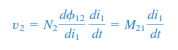 v₂ = N₂ dϕ₁₂/di₁ di₁/dt = M₂₁ di₁/dt